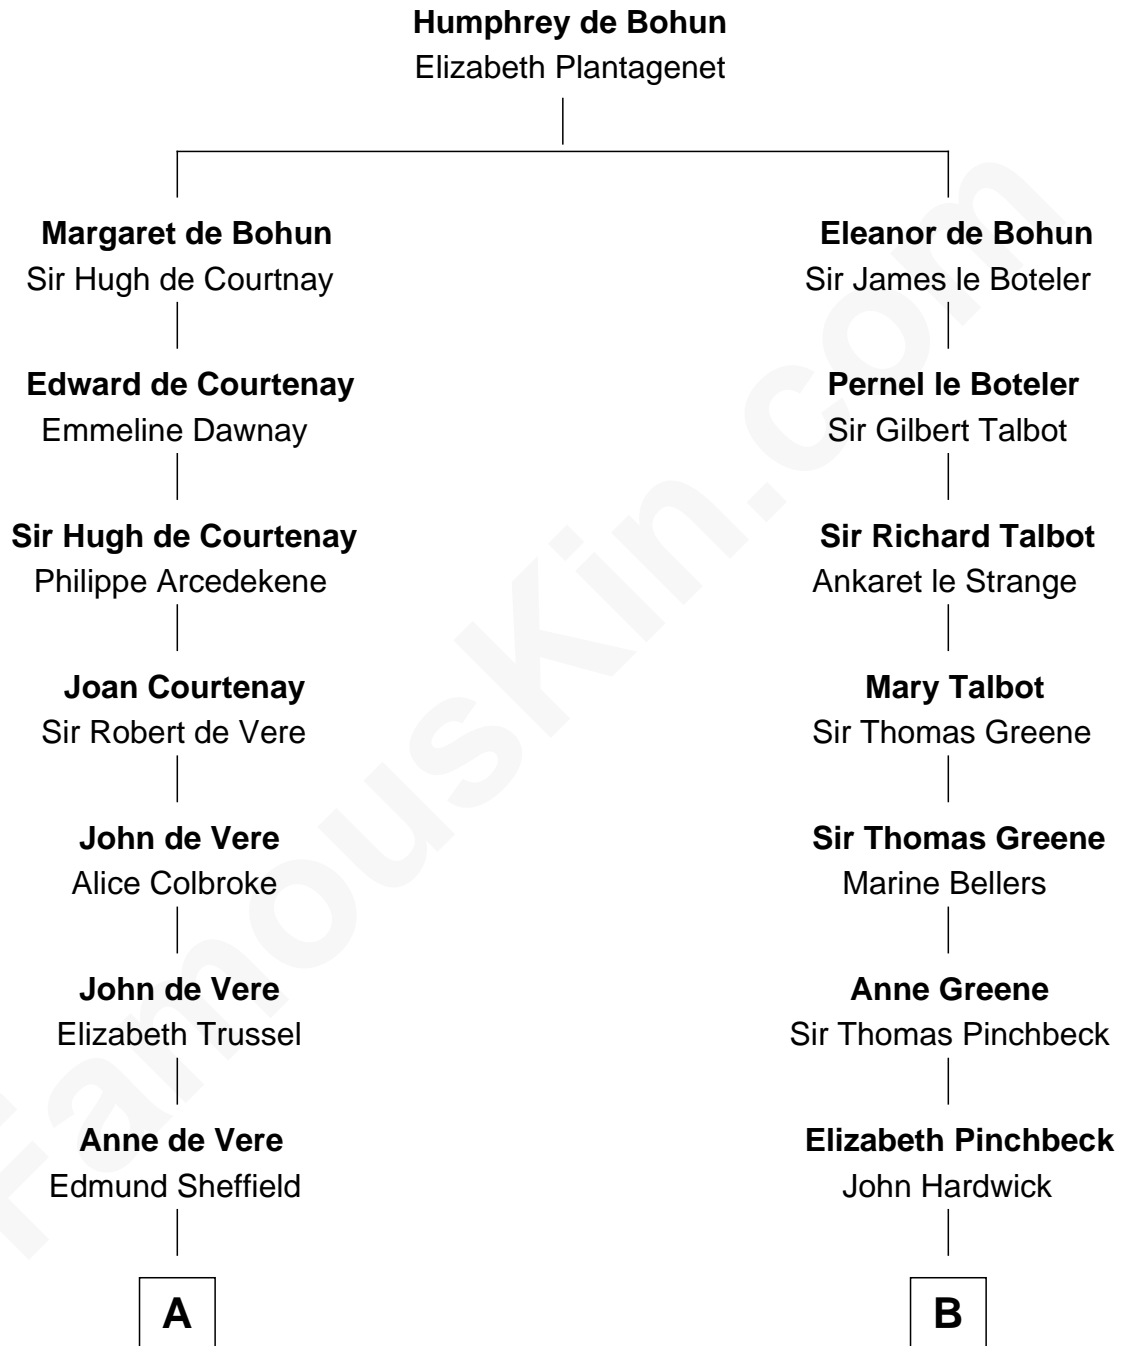 Humphrey de Bohun
Elizabeth Plantagenet
Margaret de Bohun
Sir Hugh de Courtnay
Eleanor de Bohun
Sir James le Boteler
Edward de Courtenay
Emmeline Dawnay
Pernel le Boteler
Sir Gilbert Talbot
Sir Hugh de Courtenay
Philippe Arcedekene
Sir Richard Talbot
Ankaret le Strange
Joan Courtenay
Sir Robert de Vere
Mary Talbot
Sir Thomas Greene
John de Vere
Alice Colbroke
Sir Thomas Greene
Marine Bellers
John de Vere
Elizabeth Trussel
Anne Greene
Sir Thomas Pinchbeck
Anne de Vere
Edmund Sheffield
Elizabeth Pinchbeck
John Hardwick
A
B
FamousKin.com